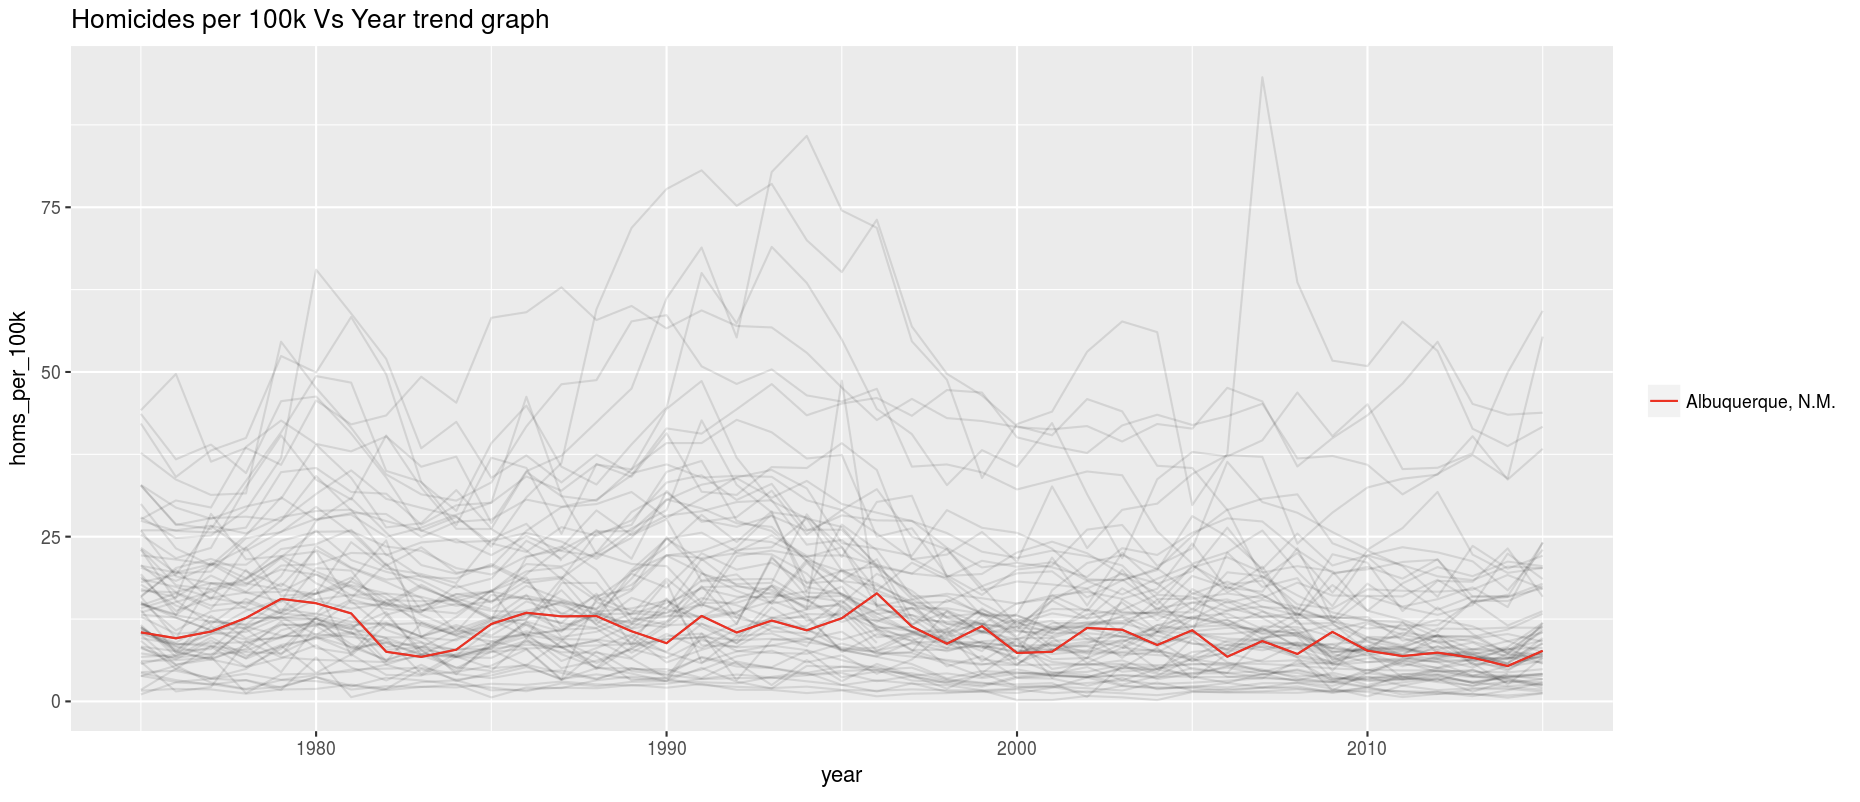 Homicides per 100k Vs Year trend graph
homs_per_100k
75
50
25
0
1980 1990 2000 2010
year
Albuquerque, N.M.